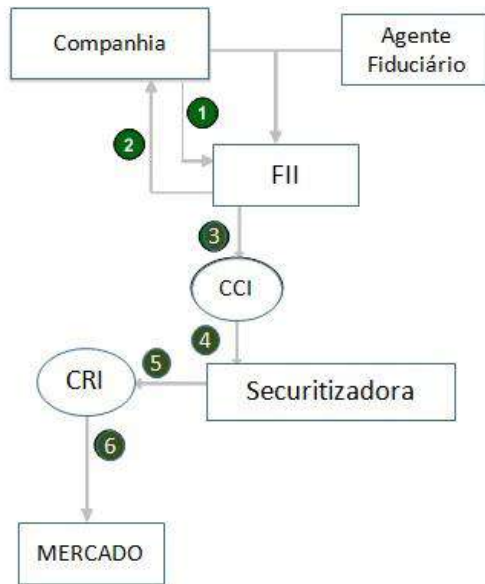 Companhia
Agente
Fiduciário
1
2
FII
3
CCI
4
5
CRI
Securitizadora
6
MERCADO